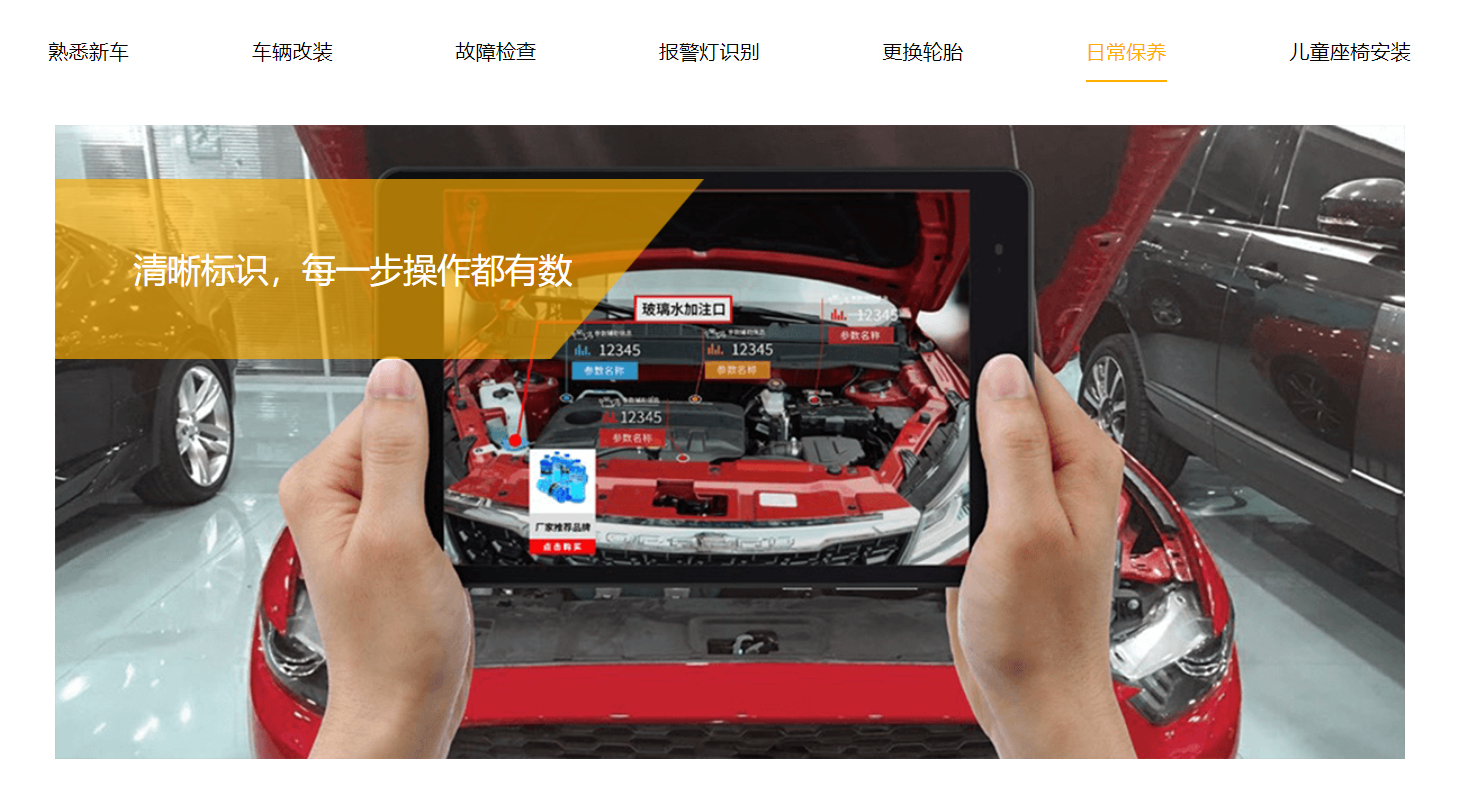 熟悉新车
车辆改装
故障检查
报警灯识别
更换轮胎
日常保养
儿童座椅安装
清晰标识，每一步操作都有数
玻璃水加注口
12345
参数名称
12345
参数名称
12345
参数名称
12345
参数名称
厂家推荐品牌
点击购买